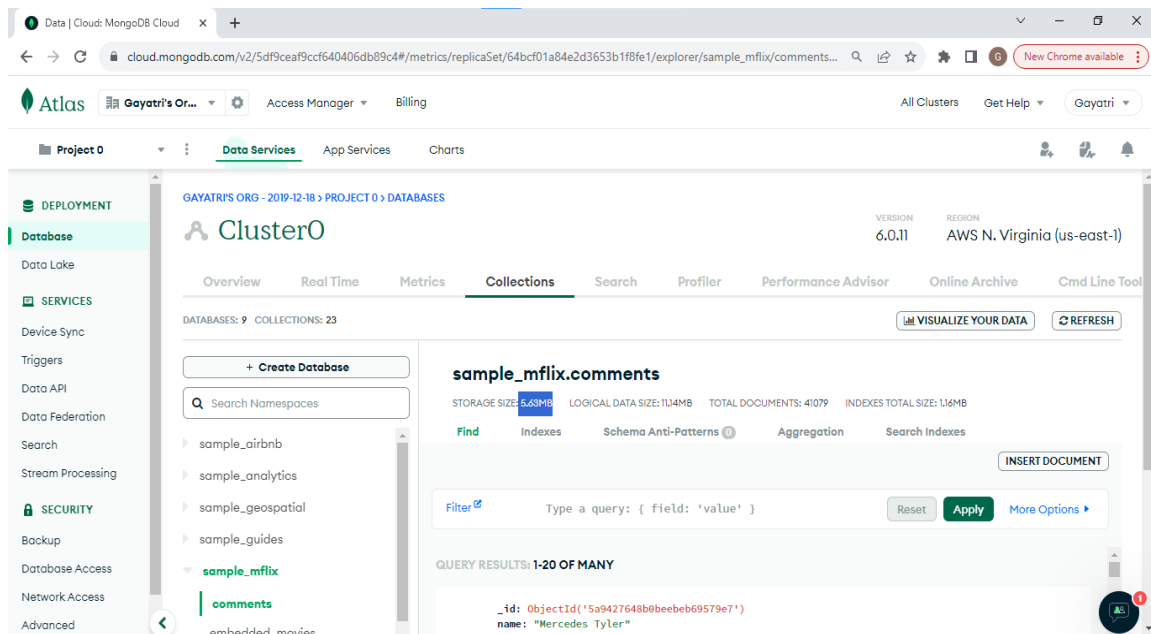 Data | Cloud: MongoDB Cloud
cloud.mongodb.com/v2/5df9ceaf9ccf640406db89c4#/metrics/replicaSet/64bcf01a84e2d3653b1f8fe1/explorer/sample_mflix/comments...
G
New Chrome available
Atlas
Gayatri's Or...
Access Manager
Billing
All Clusters
Get Help
Gayatri
Project 0
Data Services
App Services
Charts
DEPLOYMENT
Database
Data Lake
SERVICES
Device Sync
Triggers
Data API
Data Federation
Search
Stream Processing
SECURITY
Backup
Database Access
Network Access
Advanced
GAYATRI'S ORG - 2019-12-18 > PROJECT 0 > DATABASES
Cluster0
VERSION
6.0.11
REGION
AWS N. Virginia (us-east-1)
Overview
Real Time
Metrics
Collections
Search
Profiler
Performance Advisor
Online Archive
Cmd Line Tool
DATABASES: 9 COLLECTIONS: 23
VISUALIZE YOUR DATA
REFRESH
+ Create Database
Search Namespaces
sample_airbnb
sample_analytics
sample_geospatial
sample_guides
sample_mflix
comments
embedded_movies
sample_mflix.comments
STORAGE SIZE: 5.63MB LOGICAL DATA SIZE: 11.14MB TOTAL DOCUMENTS: 41079 INDEXES TOTAL SIZE: 1.16MB
Find
Indexes
Schema Anti-Patterns 0
Aggregation
Search Indexes
INSERT DOCUMENT
Filter
Type a query: { field: 'value' }
Reset
Apply
More Options
QUERY RESULTS: 1-20 OF MANY
_id: ObjectId('5a9427648b0beebeb69579e7')
name: "Mercedes Tyler"
1